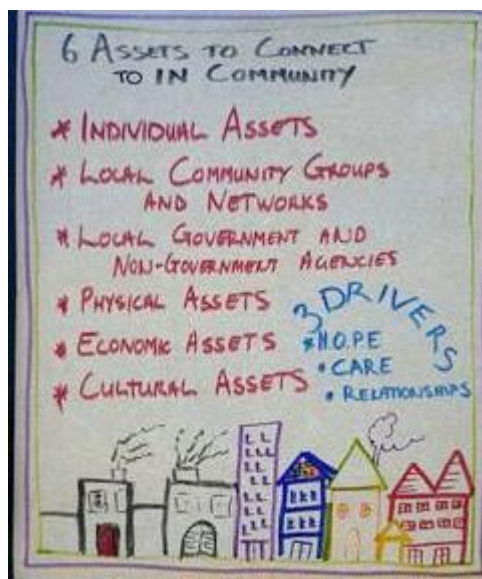 6 ASSETS TO CONNECT
TO IN COMMUNITY
* INDIVIDUAL ASSETS
* LOCAL COMMUNITY GROUPS
AND NETWORKS
* LOCAL GOVERNMENT AND
NON-GOVERNMENT AGENCIES
* PHYSICAL ASSETS
* ECONOMIC ASSETS
* CULTURAL ASSETS
3 DRIVERS
* HOPE
• CARE
• RELATIONSHIPS